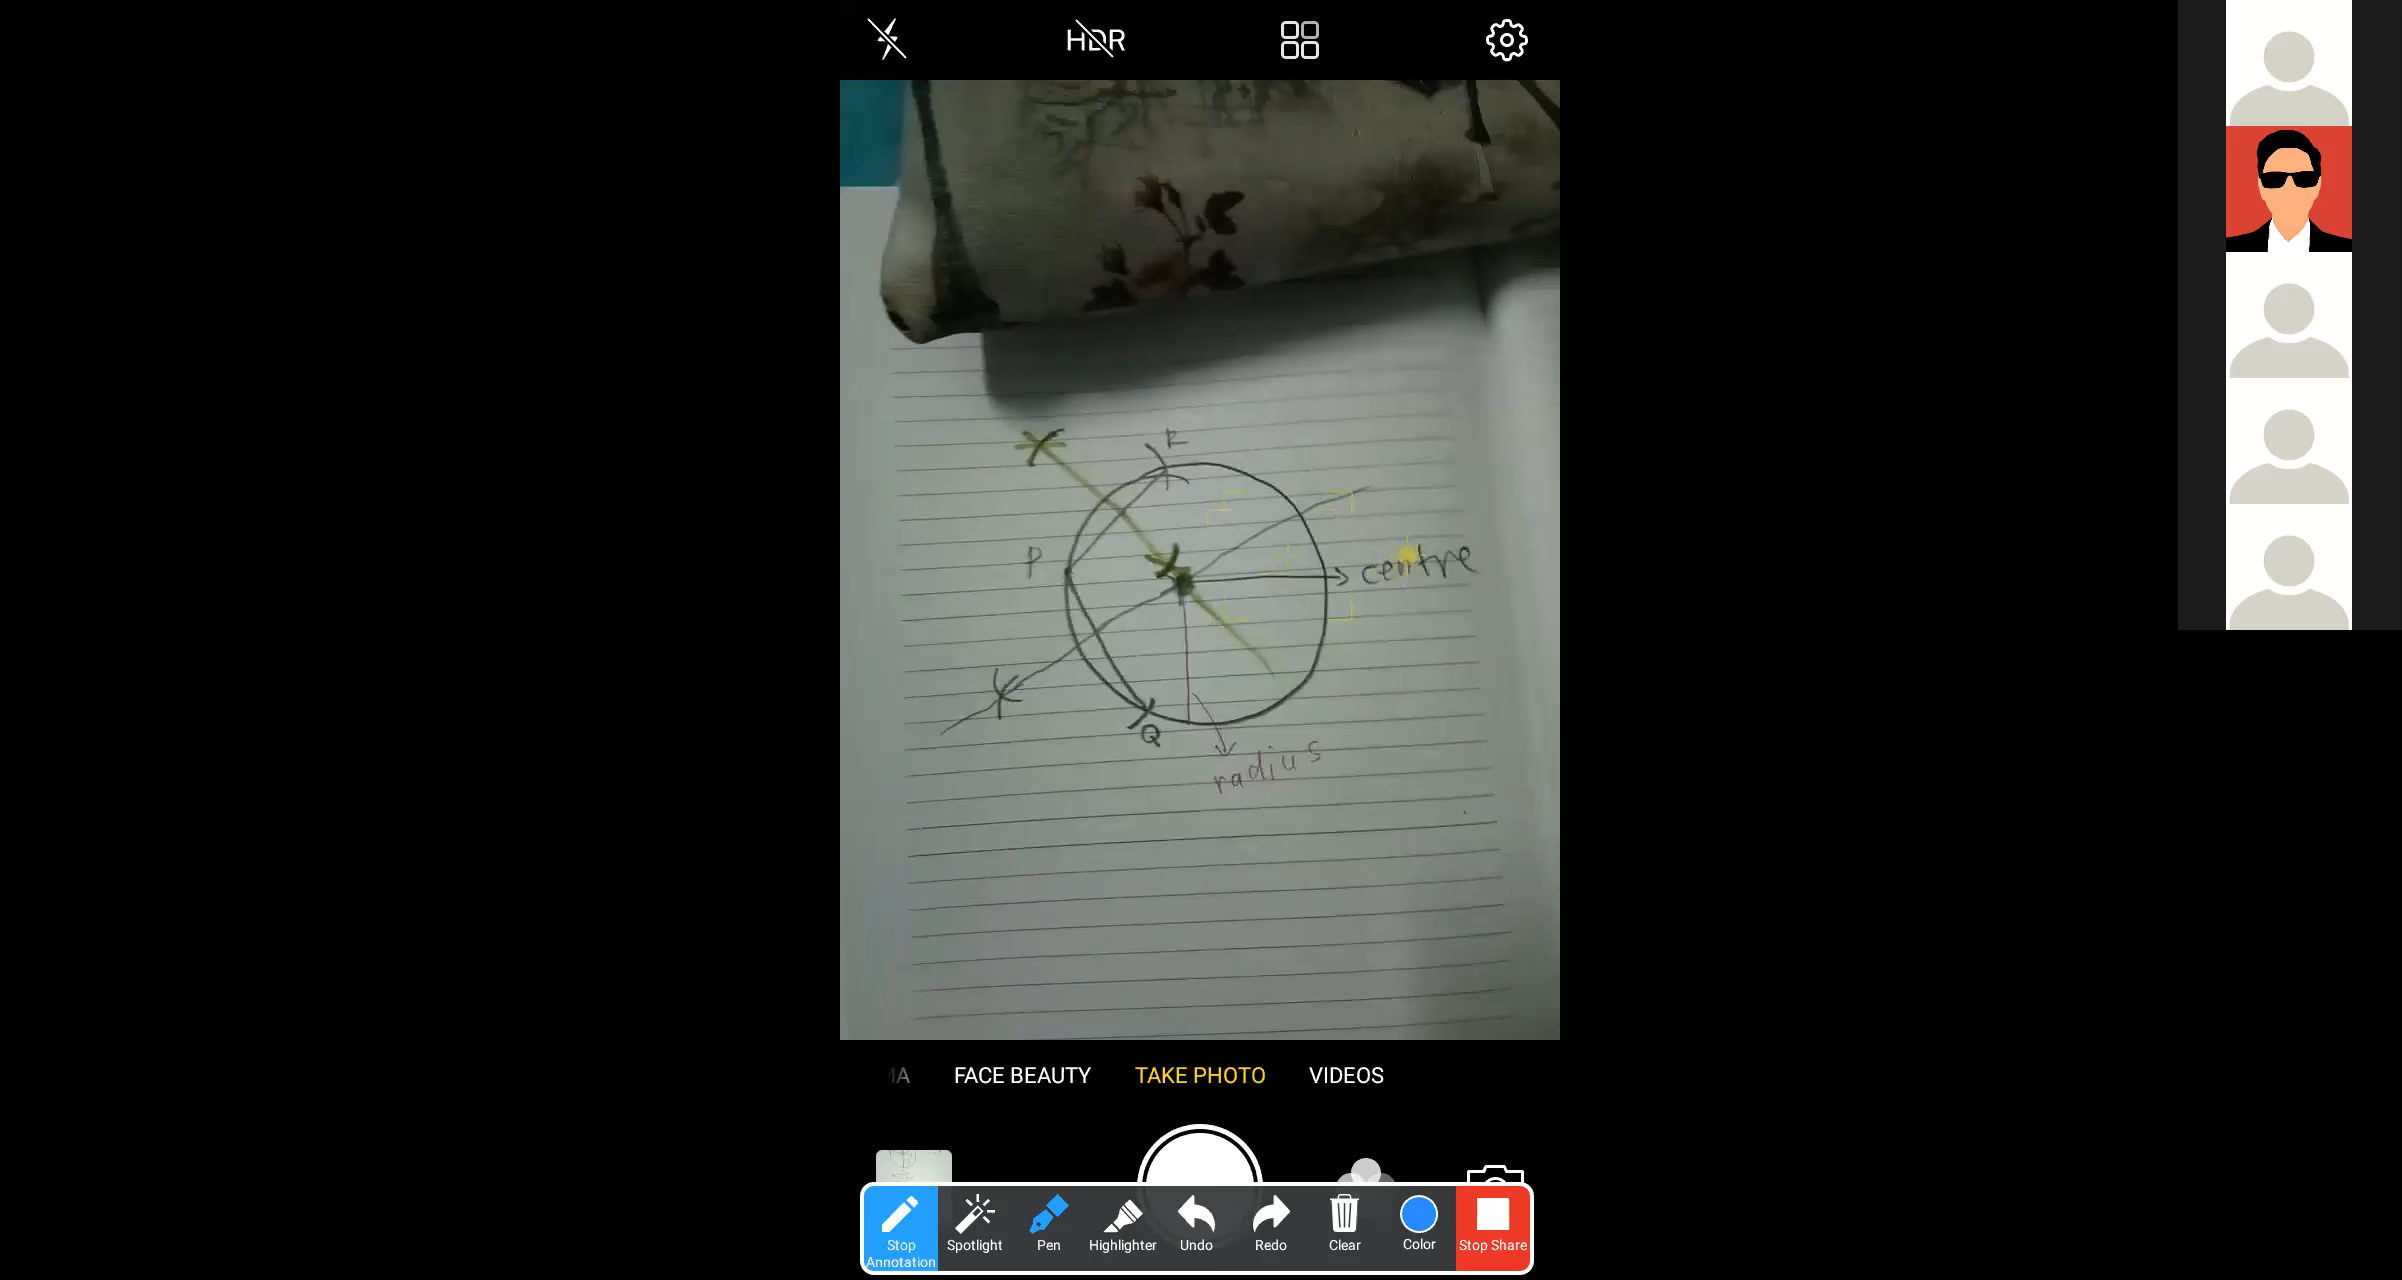 HDR
R
P
centre
Q
radius
FACE BEAUTY TAKE PHOTO VIDEOS
Stop Annotation Spotlight Pen Highlighter Undo Redo Clear Color Stop Share